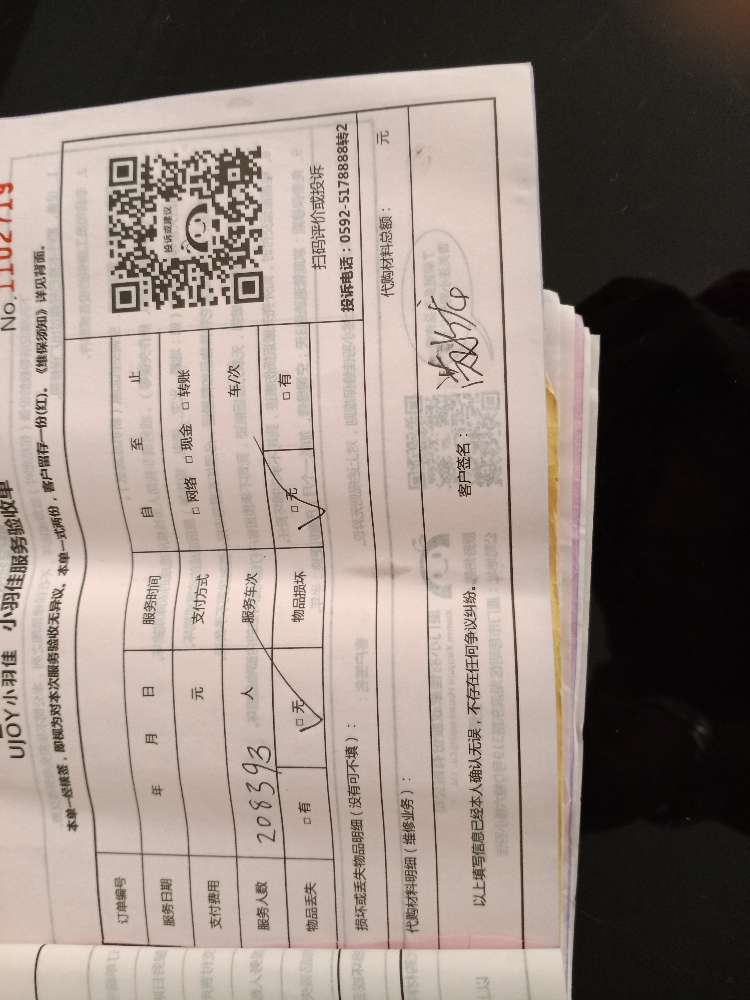 No.1102719
UJOY小羽佳 小羽佳服务验收单
本单一经核签，即视为对本次服务验收无异议。本单一式两份，客户留存一份(红)。《维保须知》详见背面。
订单编号
服务日期 年 月 日 服务时间 自 至 止
支付费用 元 支付方式 □ 网络 □ 现金 □ 转账
服务人数 208393 人 服务车次 车/次
物品丢失 □ 有 □ 无 物品损坏 □ 无 □ 有
投诉或建议
扫码评价或投诉
投诉电话：0592-5178888转2
损坏或丢失物品明细（没有可不填）：
代购材料明细（维修业务）： 代购材料总额： 元
以上填写信息已经本人确认无误，不存在任何争议纠纷。 客户签名：